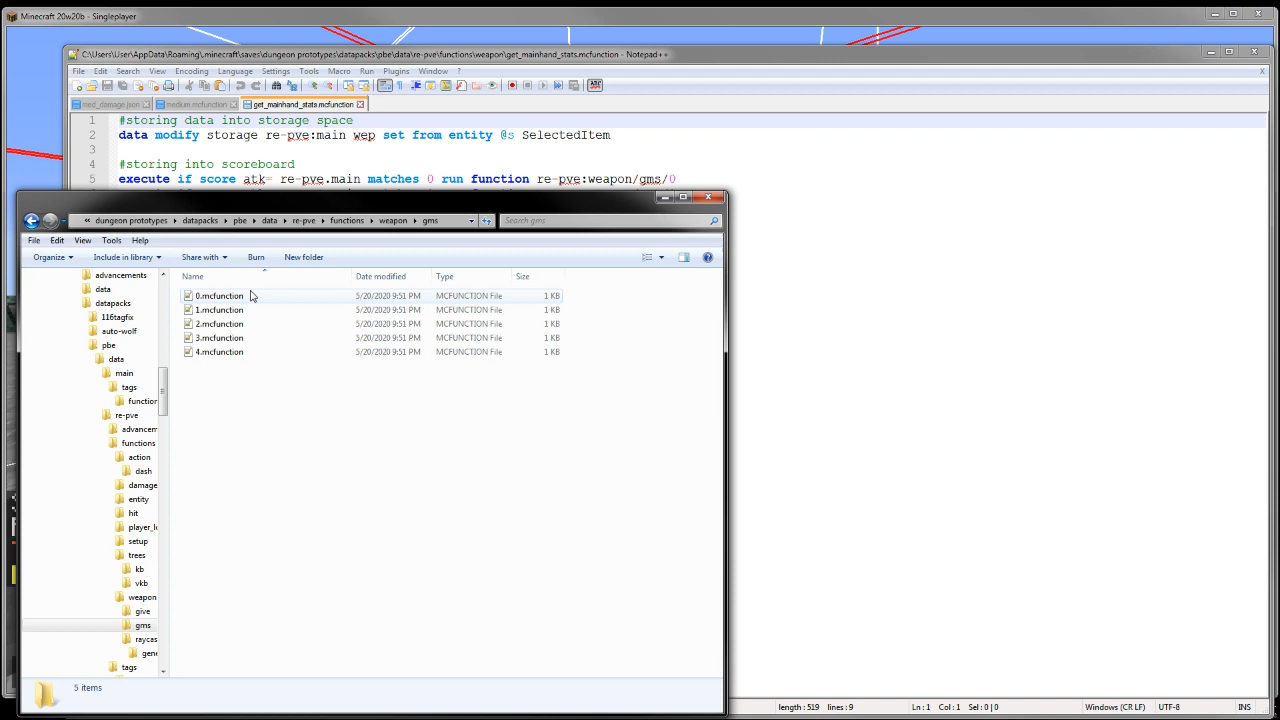 Minecraft 20w20b - Singleplayer
C:\Users\User\AppData\Roaming\.minecraft\saves\dungeon prototypes\datapacks\pbe\data\re-pve\functions\weapon\get_mainhand_stats.mcfunction - Notepad++
File Edit Search View Encoding Language Settings Tools Macro Run Plugins Window ? X
med_damage.json medium.mcfunction get_mainhand_stats.mcfunction
1 #storing data into storage space
2 data modify storage re-pve:main wep set from entity @s SelectedItem
3
4 #storing into scoreboard
5 execute if score atk= re-pve.main matches 0 run function re-pve:weapon/gms/0
« dungeon prototypes ▸ datapacks ▸ pbe ▸ data ▸ re-pve ▸ functions ▸ weapon ▸ gms Search gms
File Edit View Tools Help
Organize Include in library Share with Burn New folder
Name Date modified Type Size
0.mcfunction 5/20/2020 9:51 PM MCFUNCTION File 1 KB
1.mcfunction 5/20/2020 9:51 PM MCFUNCTION File 1 KB
2.mcfunction 5/20/2020 9:51 PM MCFUNCTION File 1 KB
3.mcfunction 5/20/2020 9:51 PM MCFUNCTION File 1 KB
4.mcfunction 5/20/2020 9:51 PM MCFUNCTION File 1 KB
advancements
data
datapacks
116tagfix
auto-wolf
pbe
data
main
tags
function
re-pve
advancem
functions
action
dash
damage
entity
hit
player_l
setup
trees
kb
vkb
weapon
give
gms
raycas
gene
tags
5 items
length : 519 lines : 9 Ln : 1 Col : 1 Sel : 0 | 0 Windows (CR LF) UTF-8 INS